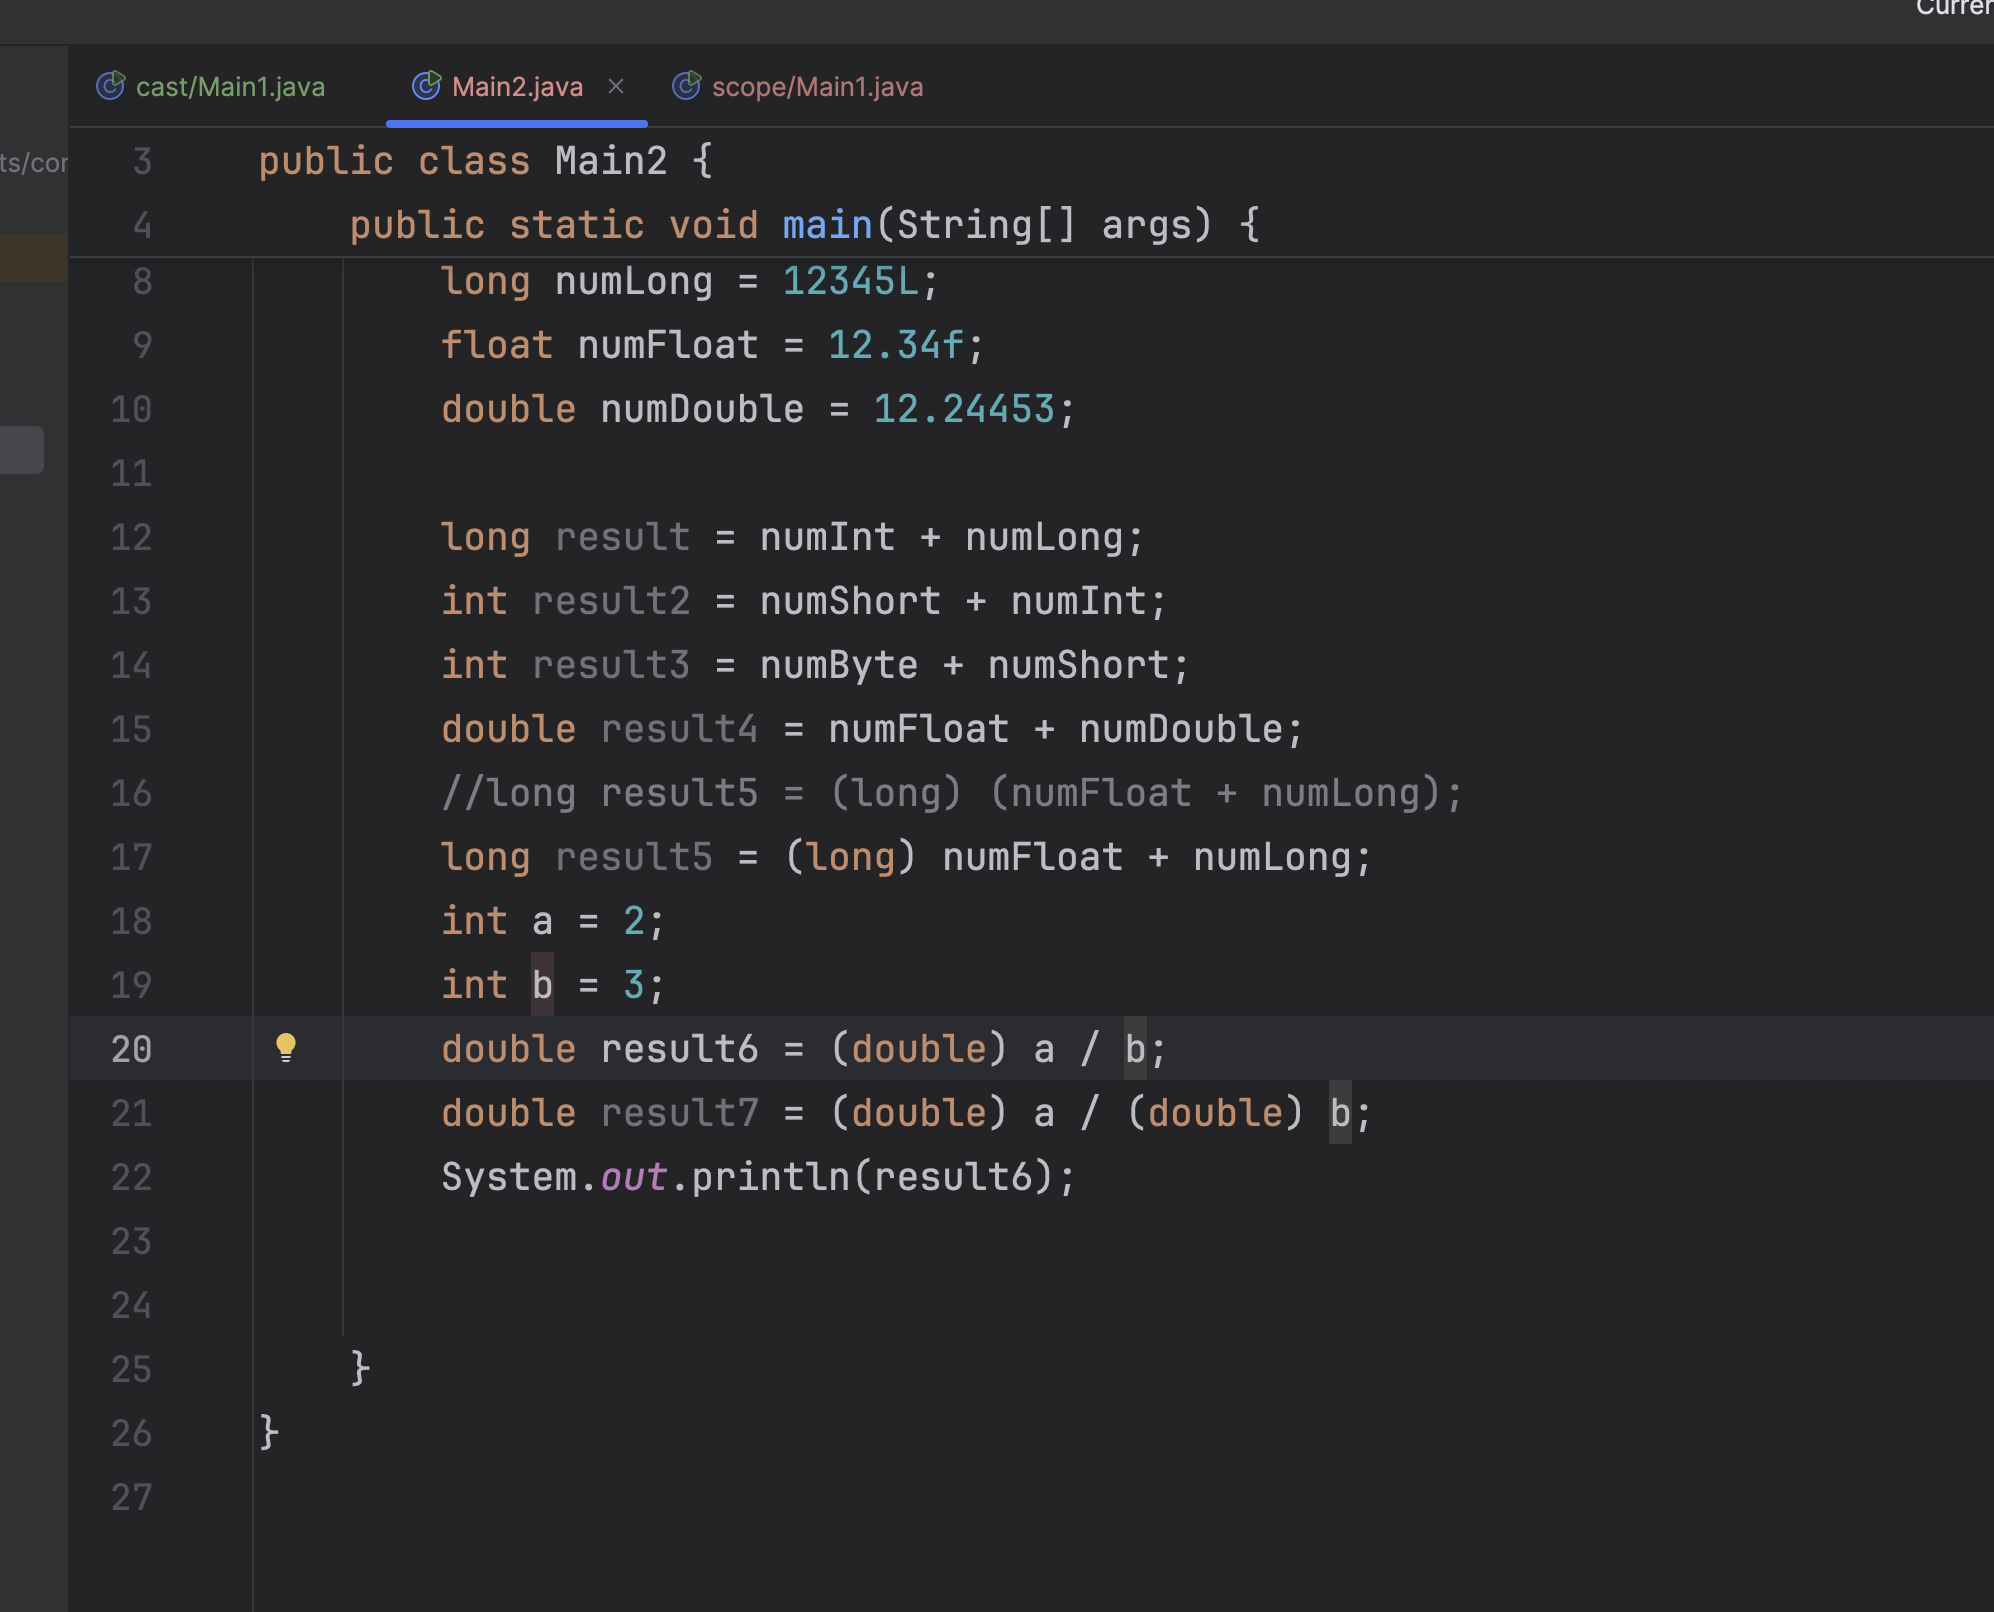 cast/Main1.java Main2.java scope/Main1.java
3 public class Main2 {
4 public static void main(String[] args) {
8 long numLong = 12345L;
9 float numFloat = 12.34f;
10 double numDouble = 12.24453;
11
12 long result = numInt + numLong;
13 int result2 = numShort + numInt;
14 int result3 = numByte + numShort;
15 double result4 = numFloat + numDouble;
16 //long result5 = (long) (numFloat + numLong);
17 long result5 = (long) numFloat + numLong;
18 int a = 2;
19 int b = 3;
20 double result6 = (double) a / b;
21 double result7 = (double) a / (double) b;
22 System.out.println(result6);
23
24
25 }
26 }
27